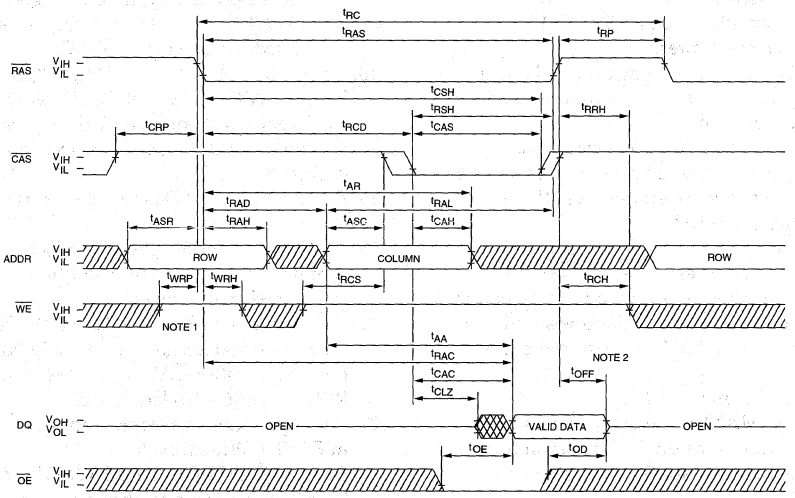 tRC
tRAS
tRP
RAS VIH
VIL
tCSH
tRSH
tRRH
tCRP
tRCD
tCAS
CAS VIH
VIL
tAR
tRAD
tRAL
tASR
tRAH
tASC
tCAH
ADDR VIH
VIL
ROW
COLUMN
ROW
tWRP
tWRH
tRCS
tRCH
WE VIH
VIL
NOTE 1
tAA
NOTE 2
tRAC
tCAC
tOFF
tCLZ
DQ VOH
VOL
OPEN
VALID DATA
OPEN
tOE
tOD
OE VIH
VIL